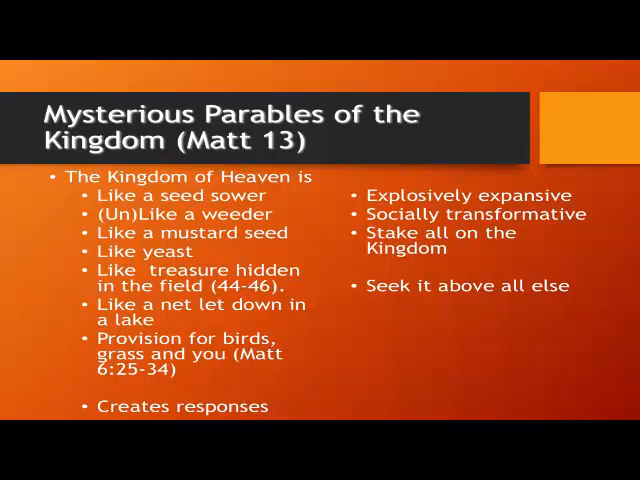 Mysterious Parables of the
Kingdom (Matt 13)
• The Kingdom of Heaven is
• Like a seed sower
• (Un)Like a weeder
• Like a mustard seed
• Like yeast
• Like  treasure hidden
in the field (44-46).
• Like a net let down in
a lake
• Provision for birds,
grass and you (Matt
6:25-34)
• Creates responses
• Explosively expansive
• Socially transformative
• Stake all on the
Kingdom
• Seek it above all else